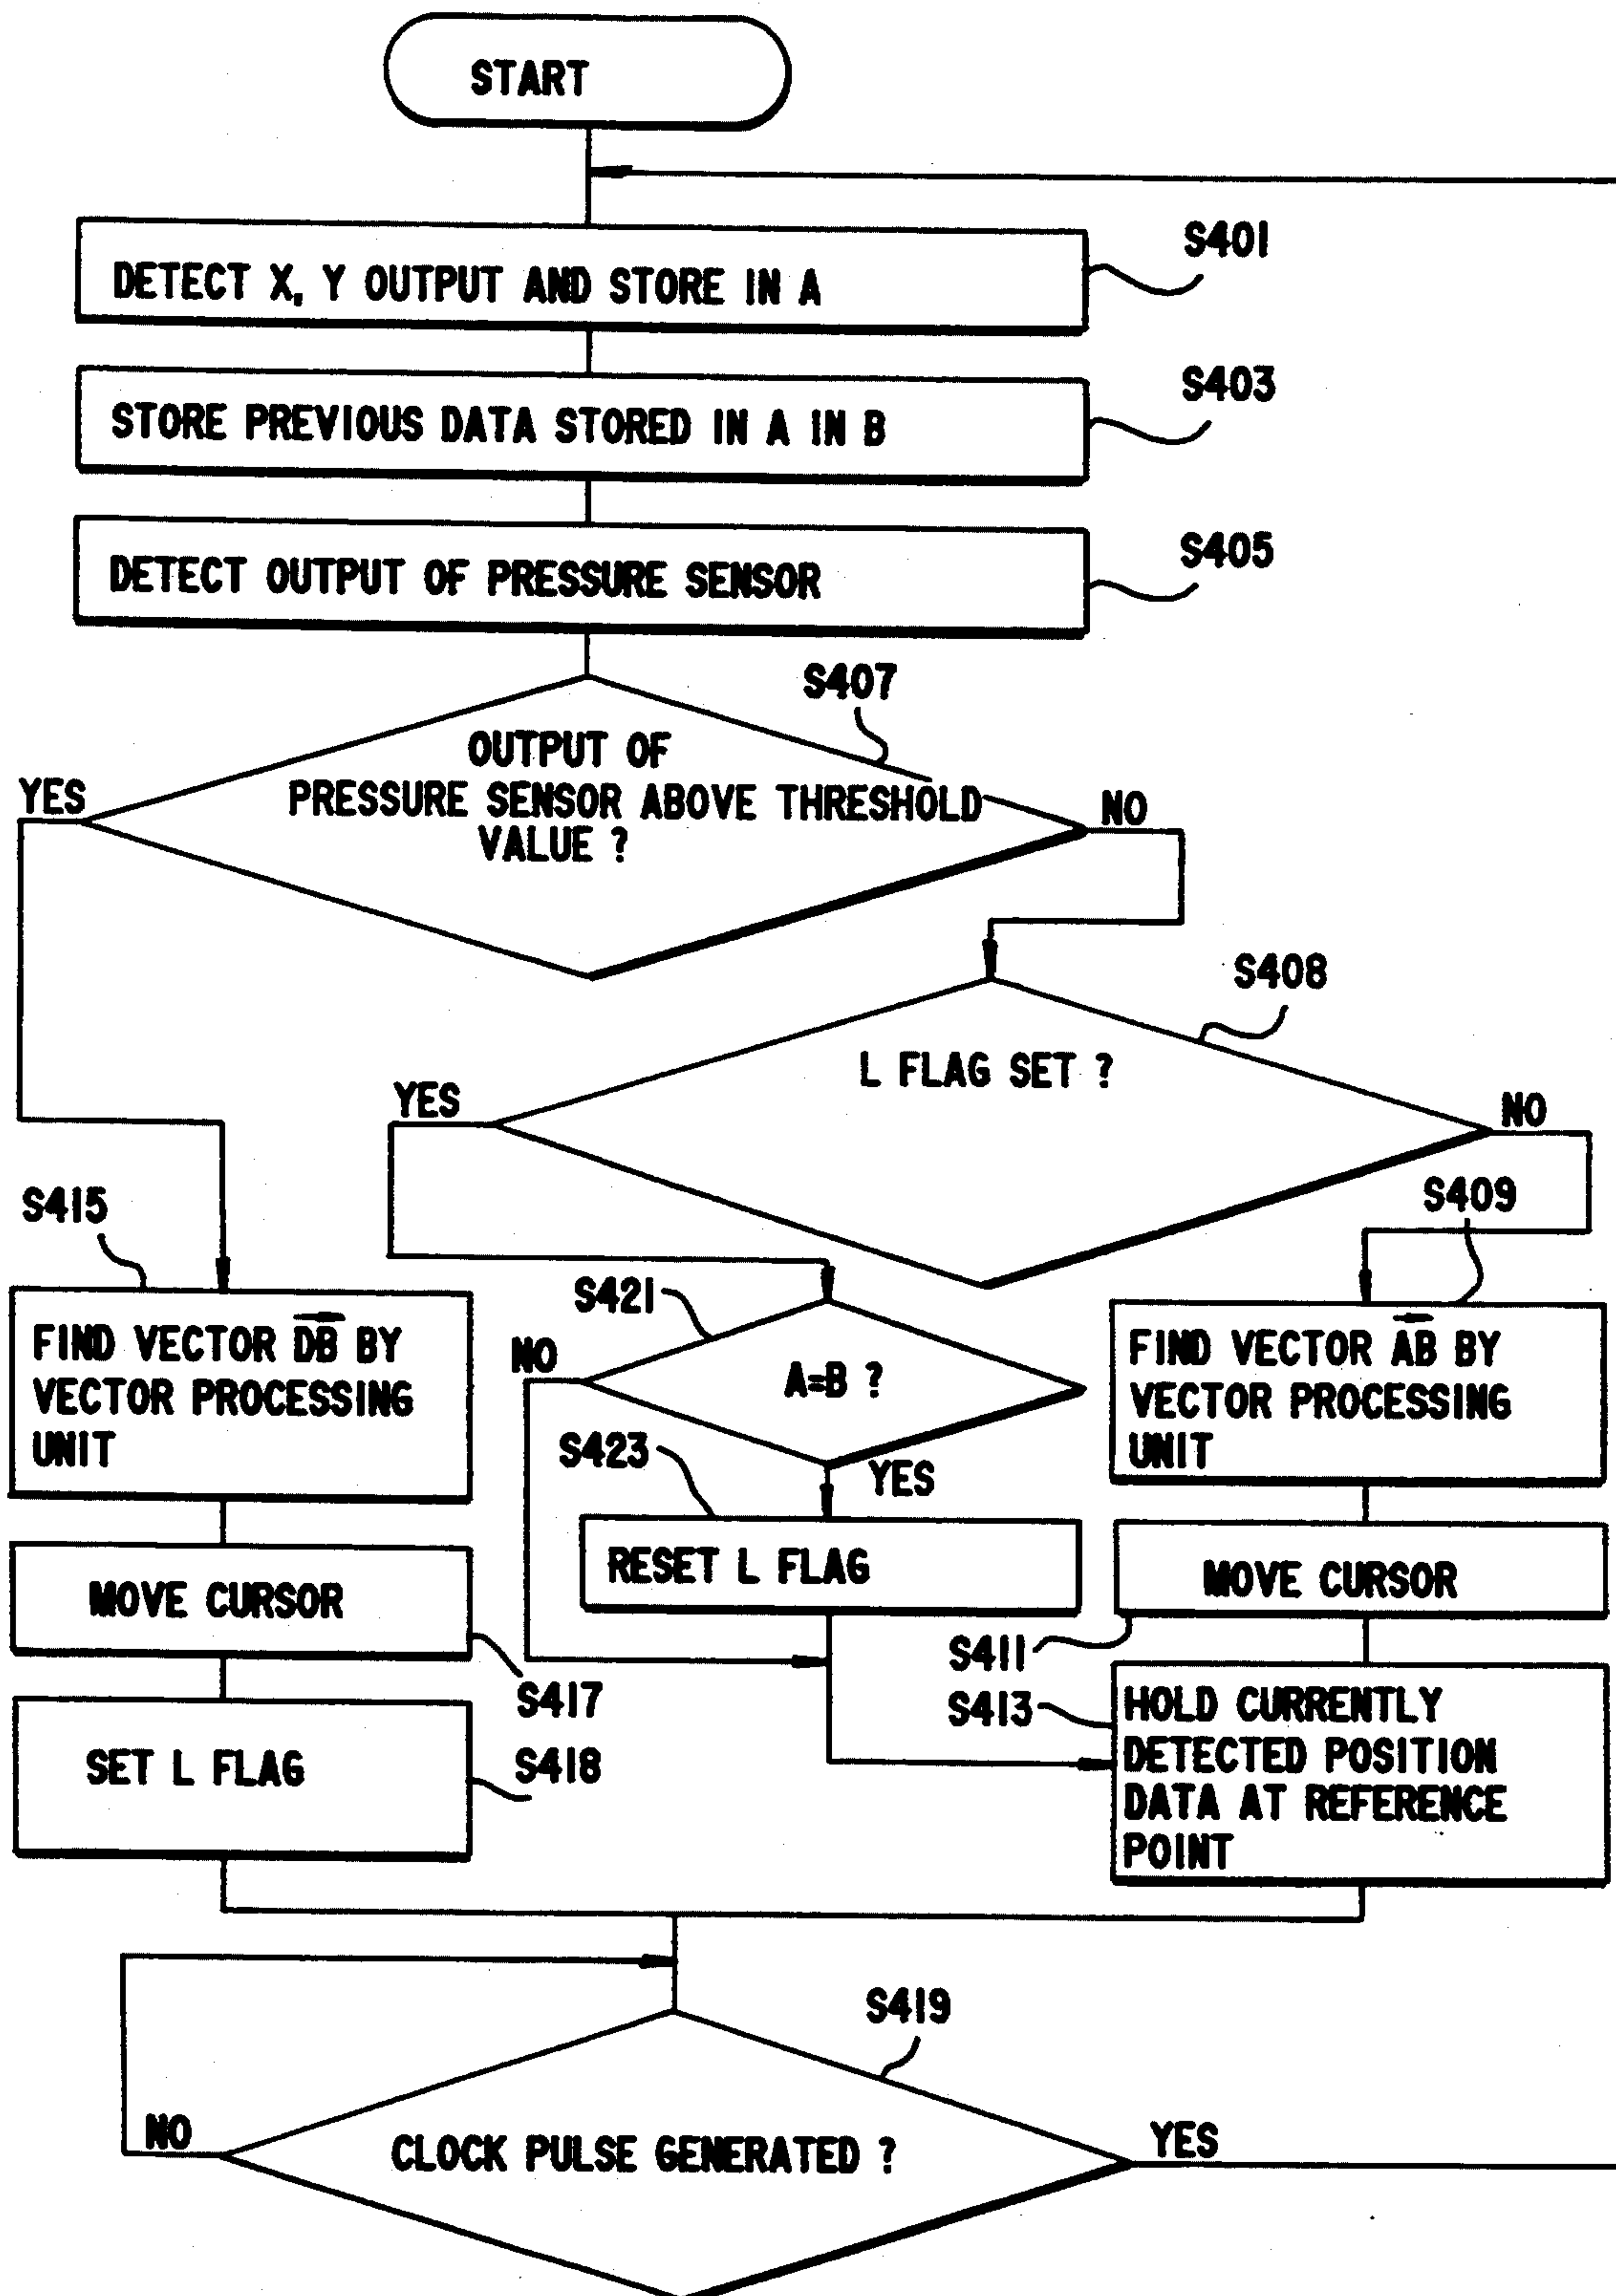 START
S401
DETECT X, Y OUTPUT AND STORE IN A
S403
STORE PREVIOUS DATA STORED IN A IN B
S405
DETECT OUTPUT OF PRESSURE SENSOR
S407
OUTPUT OF
PRESSURE SENSOR ABOVE THRESHOLD
VALUE ?
YES
NO
S408
L FLAG SET ?
YES
NO
S415
FIND VECTOR DB BY
VECTOR PROCESSING
UNIT
S421
A=B ?
NO
YES
S409
FIND VECTOR AB BY
VECTOR PROCESSING
UNIT
S423
RESET L FLAG
MOVE CURSOR
S417
MOVE CURSOR
S411
SET L FLAG
S418
S413
HOLD CURRENTLY
DETECTED POSITION
DATA AT REFERENCE
POINT
S419
CLOCK PULSE GENERATED ?
NO
YES